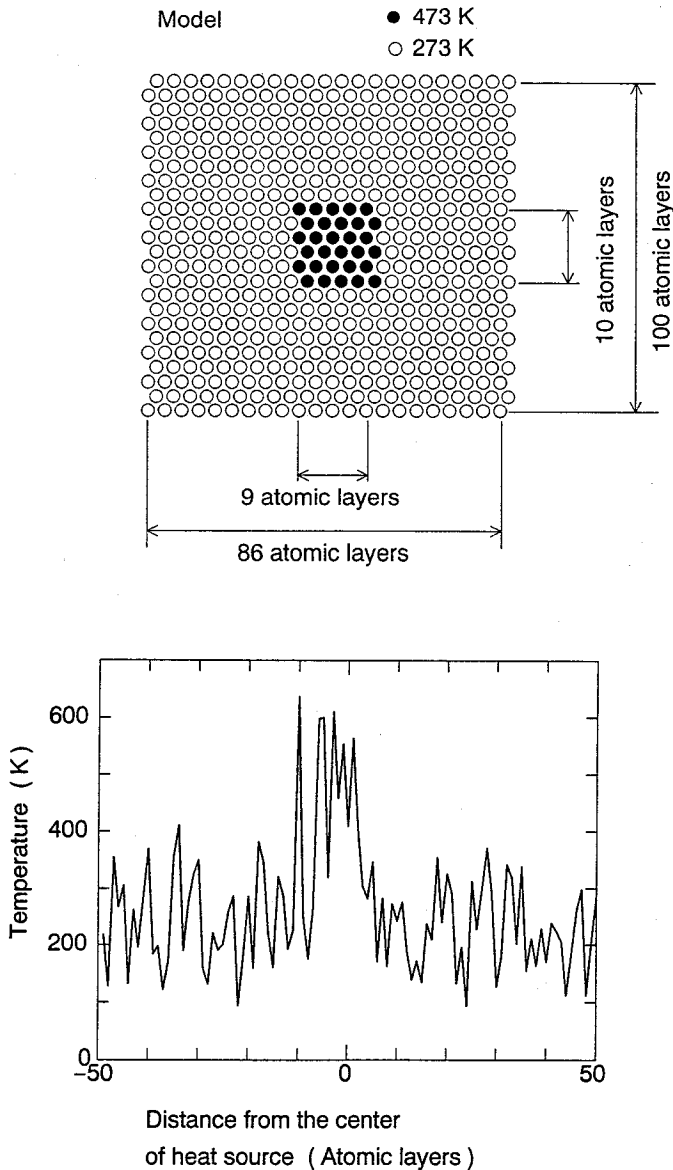 Model
● 473 K
○ 273 K
10 atomic layers
100 atomic layers
9 atomic layers
86 atomic layers
Temperature ( K )
600
400
200
0
−50
0
50
Distance from the center
of heat source ( Atomic layers )